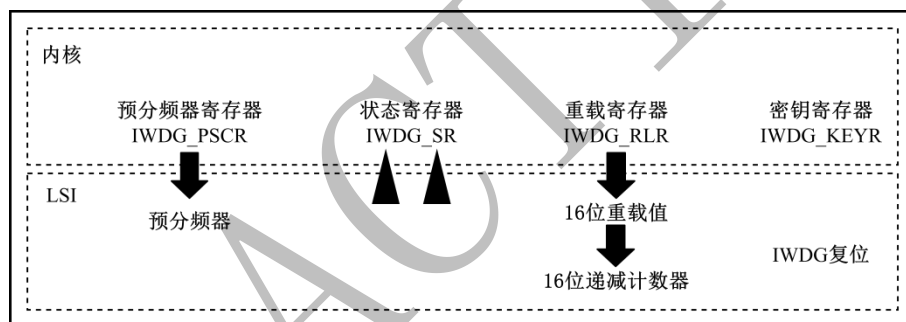 内核
预分频器寄存器 状态寄存器 重载寄存器 密钥寄存器
IWDG_PSCR IWDG_SR IWDG_RLR IWDG_KEYR
LSI
预分频器 16位重载值
IWDG复位
16位递减计数器